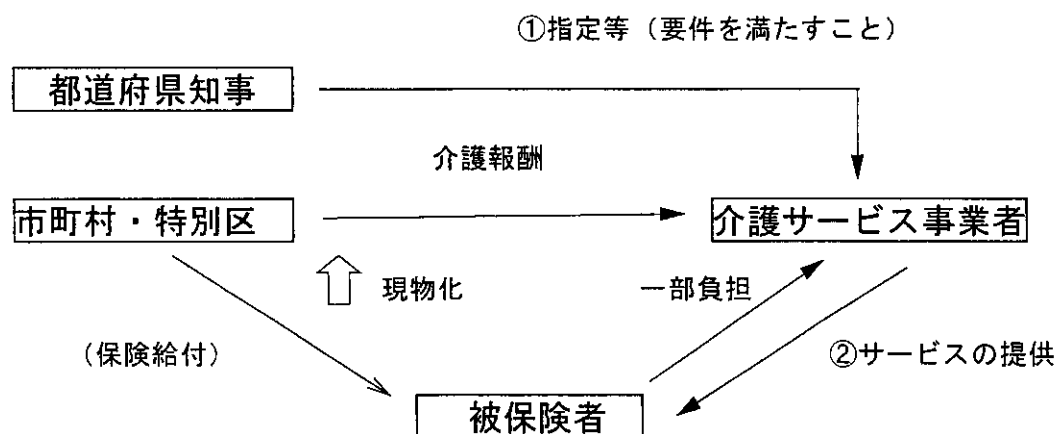 ①指定等（要件を満たすこと）
都道府県知事
介護報酬
市町村・特別区
介護サービス事業者
現物化
一部負担
（保険給付）
②サービスの提供
被保険者